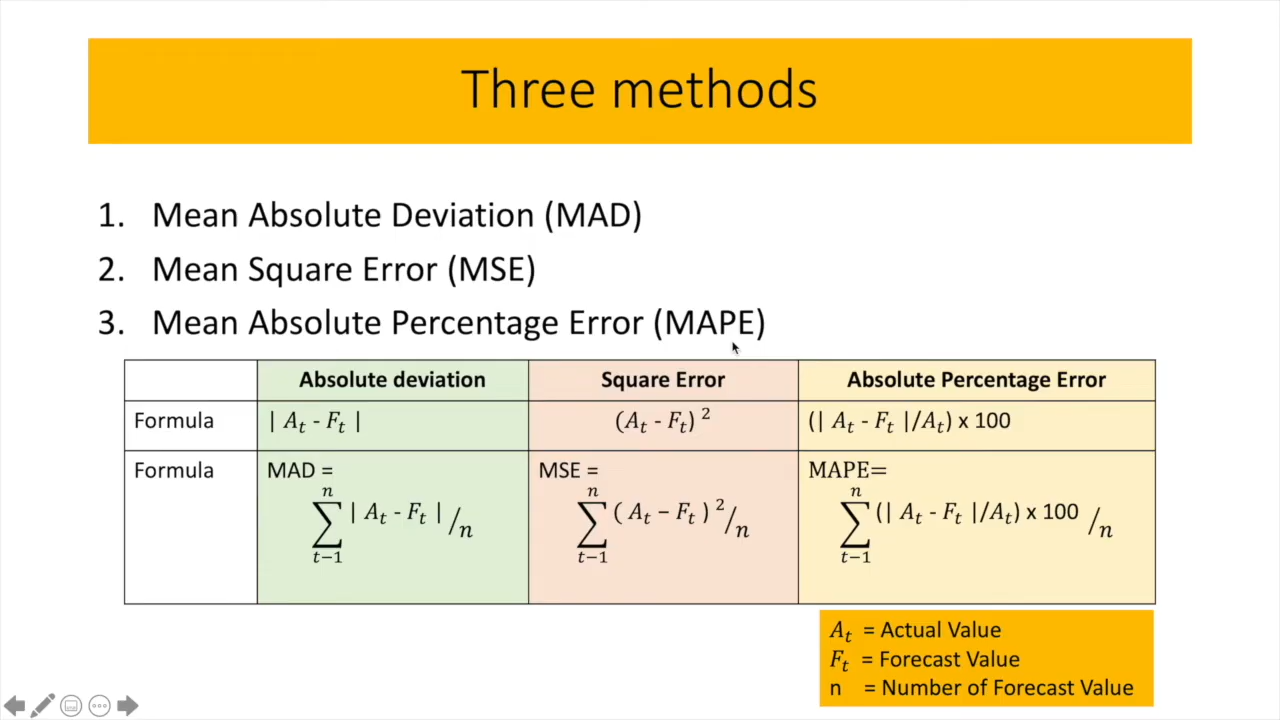 Three methods
1. Mean Absolute Deviation (MAD)
2. Mean Square Error (MSE)
3. Mean Absolute Percentage Error (MAPE)
Absolute deviation Square Error Absolute Percentage Error
Formula | Aₜ - Fₜ | (Aₜ - Fₜ) ² (| Aₜ - Fₜ |/Aₜ) x 100
Formula MAD = MSE = MAPE=
n n n
∑ | Aₜ - Fₜ | /n ∑ ( Aₜ – Fₜ ) ²/n ∑ (| Aₜ - Fₜ |/Aₜ) x 100 /n
t−1 t−1 t−1
Aₜ = Actual Value
Fₜ = Forecast Value
n = Number of Forecast Value